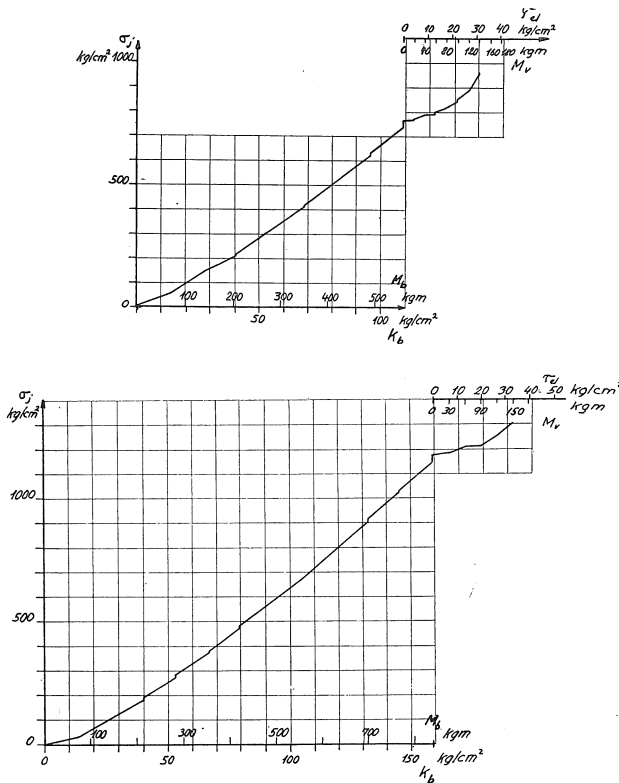 σj
kg/cm² 1000
500
0
τel
0 10 20 30 40 kg/cm²
0 40 80 120 160 180 kgm
Mv
Mb
100 200 300 400 500 kgm
50 100 kg/cm²
kb
σj
kg/cm²
1000
500
0
τel
0 10 20 30 40 50 kg/cm²
0 30 90 150 kgm
Mv
Mb
100 300 500 700 kgm
0 50 100 150 kg/cm²
kb